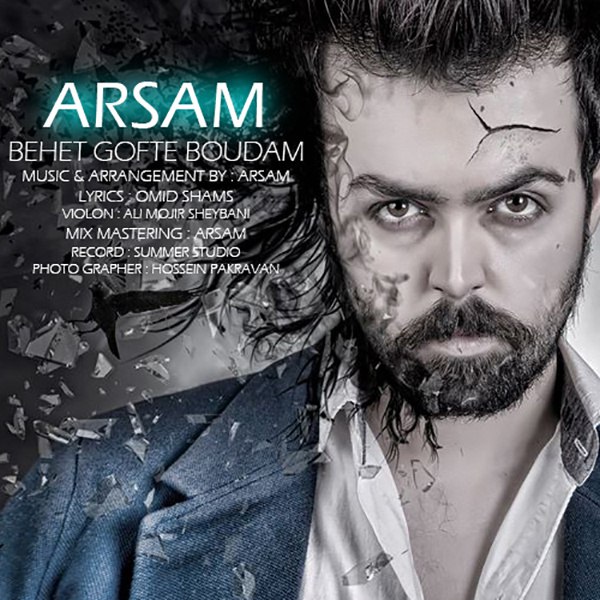 ARSAM
BEHET GOFTE BOUDAM
MUSIC & ARRANGEMENT BY : ARSAM
LYRICS : OMID SHAMS
VIOLON : ALI MOJIR SHEYBANI
MIX MASTERING : ARSAM
RECORD : SUMMER STUDIO
PHOTO GRAPHER : HOSSEIN PAKRAVAN